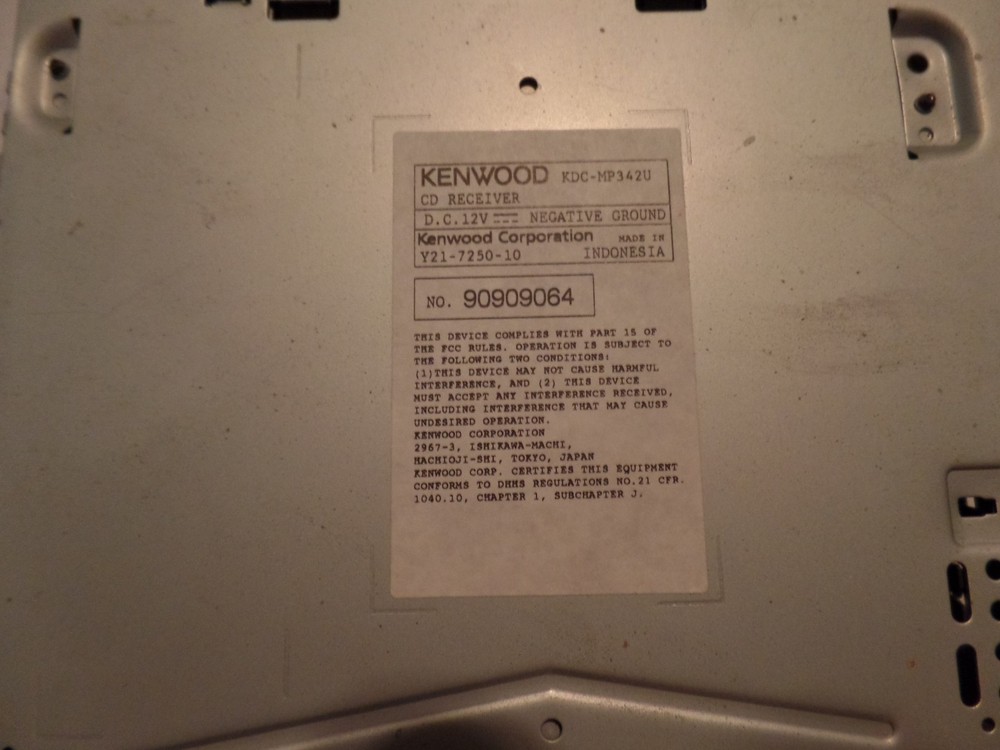 KENWOOD KDC-MP342U
CD RECEIVER
D.C.12V NEGATIVE GROUND
Kenwood Corporation MADE IN
Y21-7250-10 INDONESIA
NO. 90909064
THIS DEVICE COMPLIES WITH PART 15 OF
THE FCC RULES. OPERATION IS SUBJECT TO
THE FOLLOWING TWO CONDITIONS:
(1)THIS DEVICE MAY NOT CAUSE HARMFUL
INTERFERENCE, AND (2) THIS DEVICE
MUST ACCEPT ANY INTERFERENCE RECEIVED,
INCLUDING INTERFERENCE THAT MAY CAUSE
UNDESIRED OPERATION.
KENWOOD CORPORATION
2967-3, ISHIKAWA-MACHI,
HACHIOJI-SHI, TOKYO, JAPAN
KENWOOD CORP. CERTIFIES THIS EQUIPMENT
CONFORMS TO DHHS REGULATIONS NO.21 CFR.
1040.10, CHAPTER 1, SUBCHAPTER J.